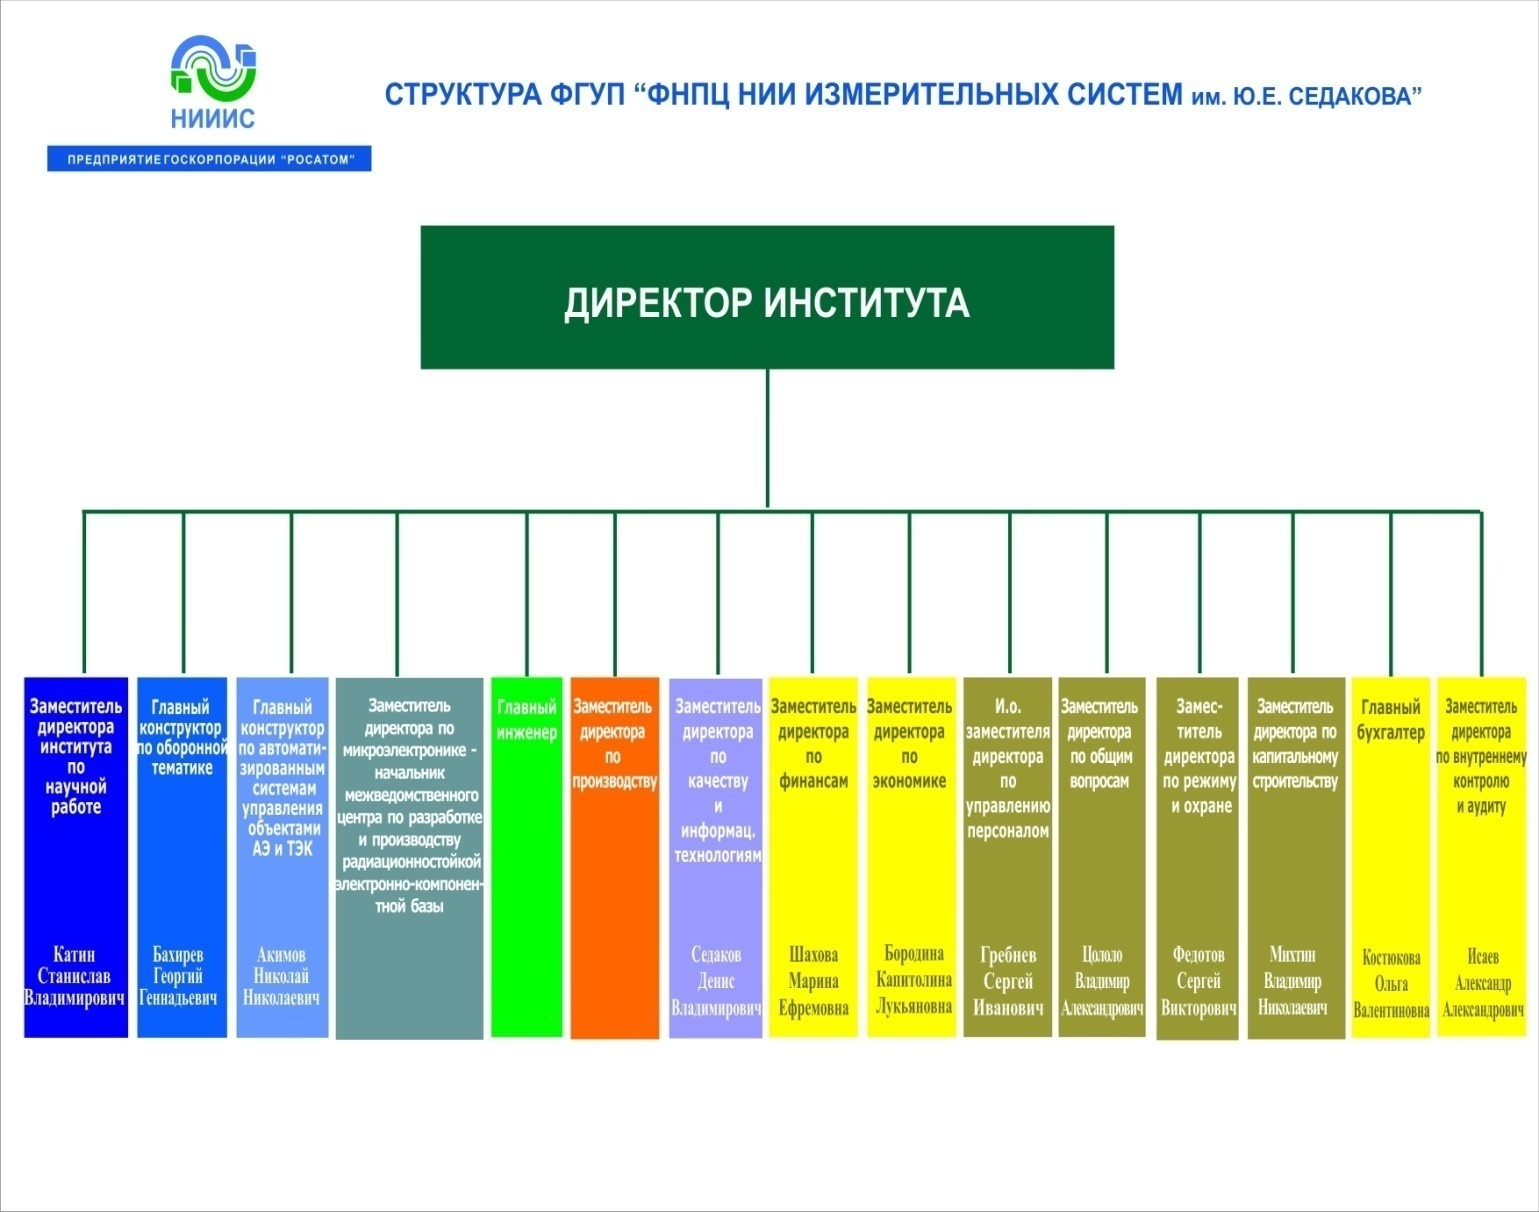 НИИИС
ПРЕДПРИЯТИЕ ГОСКОРПОРАЦИИ “РОСАТОМ”
СТРУКТУРА ФГУП “ФНПЦ НИИ ИЗМЕРИТЕЛЬНЫХ СИСТЕМ им. Ю.Е. СЕДАКОВА”
ДИРЕКТОР ИНСТИТУТА
Заместитель
директора
института
по
научной
работе
Катин
Станислав
Владимирович
Главный
конструктор
по оборонной
тематике
Бахирев
Георгий
Геннадьевич
Главный
конструктор
по автомати-
зированным
системам
управления
объектами
АЭ и ТЭК
Акимов
Николай
Николаевич
Заместитель
директора по
микроэлектронике -
начальник
межведомственного
центра по разработке
и производству
радиационностойкой
электронно-компонен-
тной базы
Главный
инженер
Заместитель
директора
по
производству
Заместитель
директора
по
качеству
и
информац.
технологиям
Седаков
Денис
Владимирович
Заместитель
директора
по
финансам
Шахова
Марина
Ефремовна
Заместитель
директора
по
экономике
Бородина
Капитолина
Лукьяновна
И.о.
заместителя
директора
по
управлению
персоналом
Гребнев
Сергей
Иванович
Заместитель
директора
по общим
вопросам
Цололо
Владимир
Александрович
Замес-
титель
директора
по режиму
и охране
Федотов
Сергей
Викторович
Заместитель
директора по
капитальному
строительству
Михтин
Владимир
Николаевич
Главный
бухгалтер
Костюкова
Ольга
Валентиновна
Заместитель
директора
по внутреннему
контролю
и аудиту
Исаев
Александр
Александрович